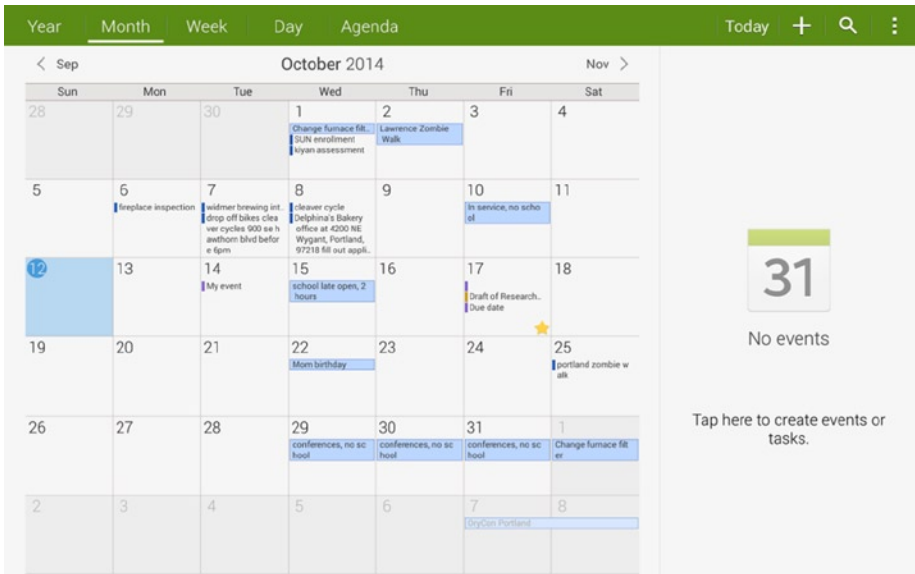 Year Month Week Day Agenda Today
Sep October 2014 Nov
Sun Mon Tue Wed Thu Fri Sat
28 29 30 1 2 3 4
Change furnace filt..
SUN enrollment
kiyan assessment
Lawrence Zombie
Walk
5 6 7 8 9 10 11
fireplace inspection
widmer brewing int..
drop off bikes clea
ver cycles 900 se h
awthorn blvd befor
e 6pm
cleaver cycle
Delphina's Bakery
office at 4200 NE
Wygant, Portland,
97218 fill out appli..
In service, no scho
ol
12 13 14 15 16 17 18
My event
school late open, 2
hours
Draft of Research..
Due date
19 20 21 22 23 24 25
Mom birthday
portland zombie w
alk
26 27 28 29 30 31 1
conferences, no sc
hool
conferences, no sc
hool
conferences, no sc
hool
Change furnace filt
er
2 3 4 5 6 7 8
OryCon Portland
31
No events
Tap here to create events or
tasks.